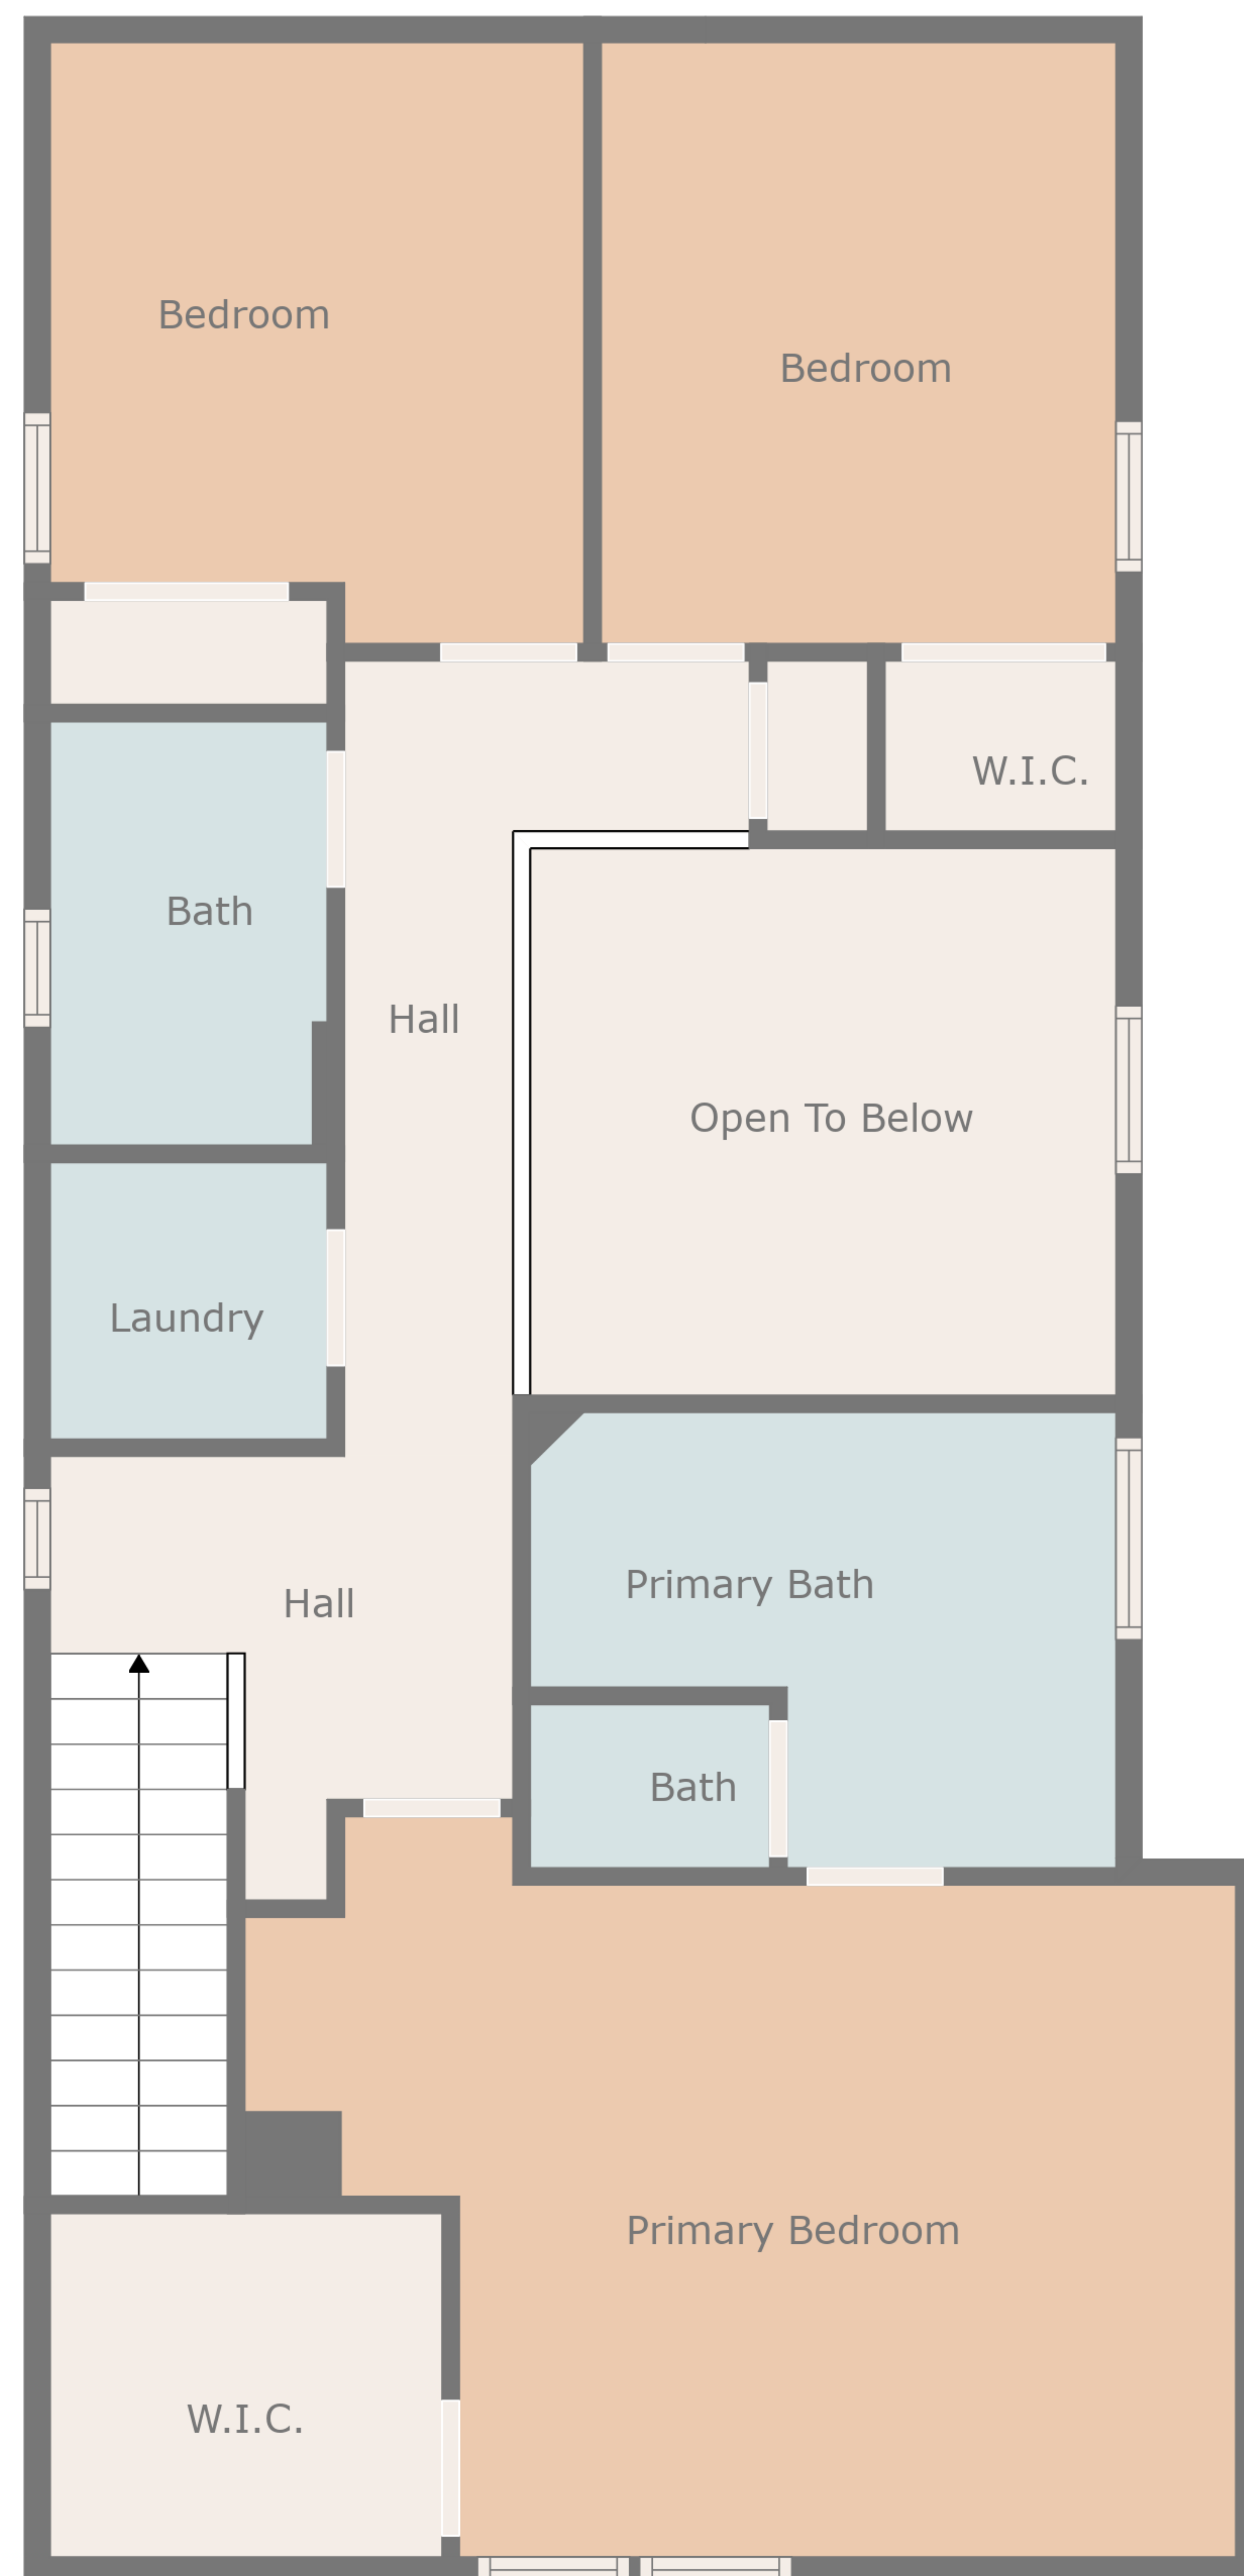 Bedroom
Bedroom
W.I.C.
Bath
Hall
Open To Below
Laundry
Primary Bath
Hall
Bath
Primary Bedroom
W.I.C.